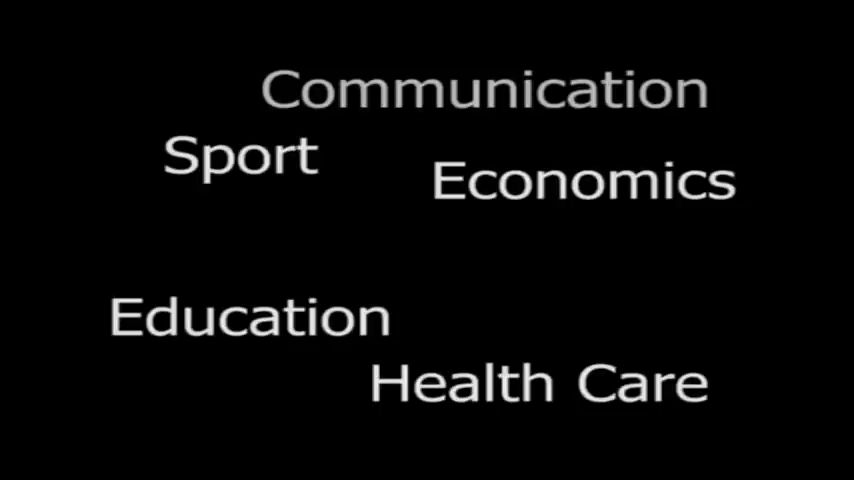 Communication
Sport
Economics
Education
Health Care